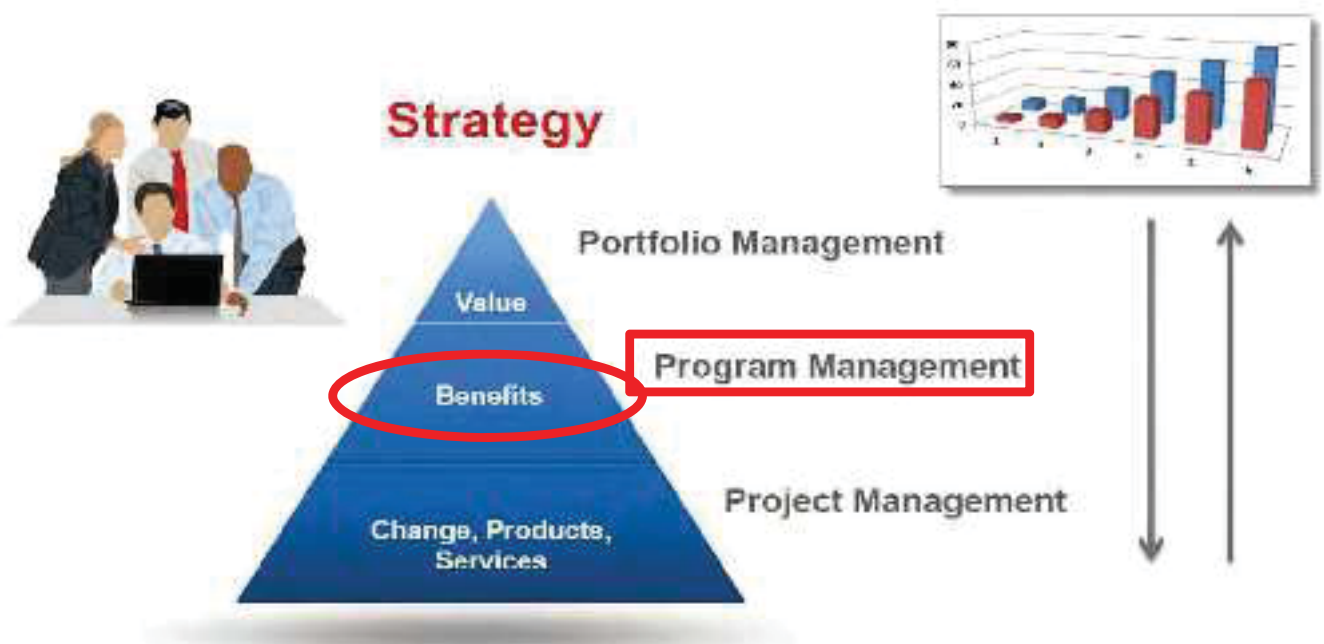 Strategy
Portfolio Management
Value
Program Management
Benefits
Project Management
Change, Products,
Services